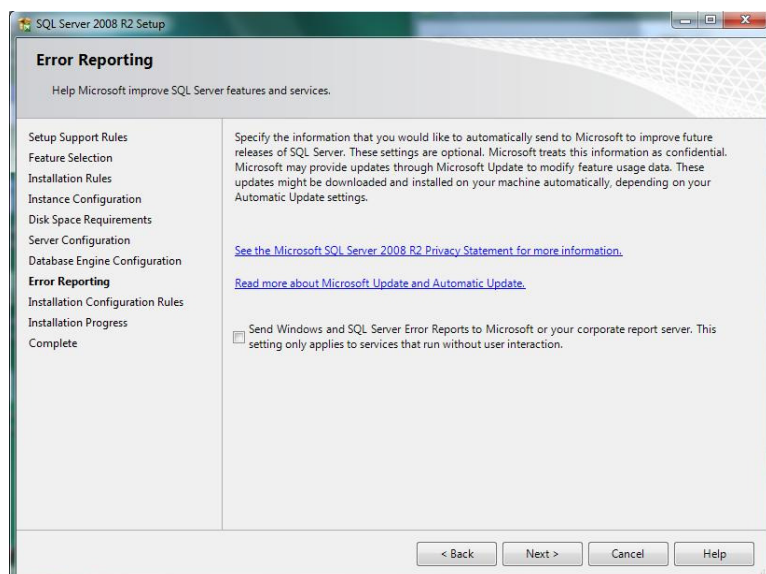 SQL Server 2008 R2 Setup
Error Reporting
Help Microsoft improve SQL Server features and services.
Setup Support Rules
Feature Selection
Installation Rules
Instance Configuration
Disk Space Requirements
Server Configuration
Database Engine Configuration
Error Reporting
Installation Configuration Rules
Installation Progress
Complete
Specify the information that you would like to automatically send to Microsoft to improve future
releases of SQL Server. These settings are optional. Microsoft treats this information as confidential.
Microsoft may provide updates through Microsoft Update to modify feature usage data. These
updates might be downloaded and installed on your machine automatically, depending on your
Automatic Update settings.
See the Microsoft SQL Server 2008 R2 Privacy Statement for more information.
Read more about Microsoft Update and Automatic Update.
Send Windows and SQL Server Error Reports to Microsoft or your corporate report server. This
setting only applies to services that run without user interaction.
< Back
Next >
Cancel
Help